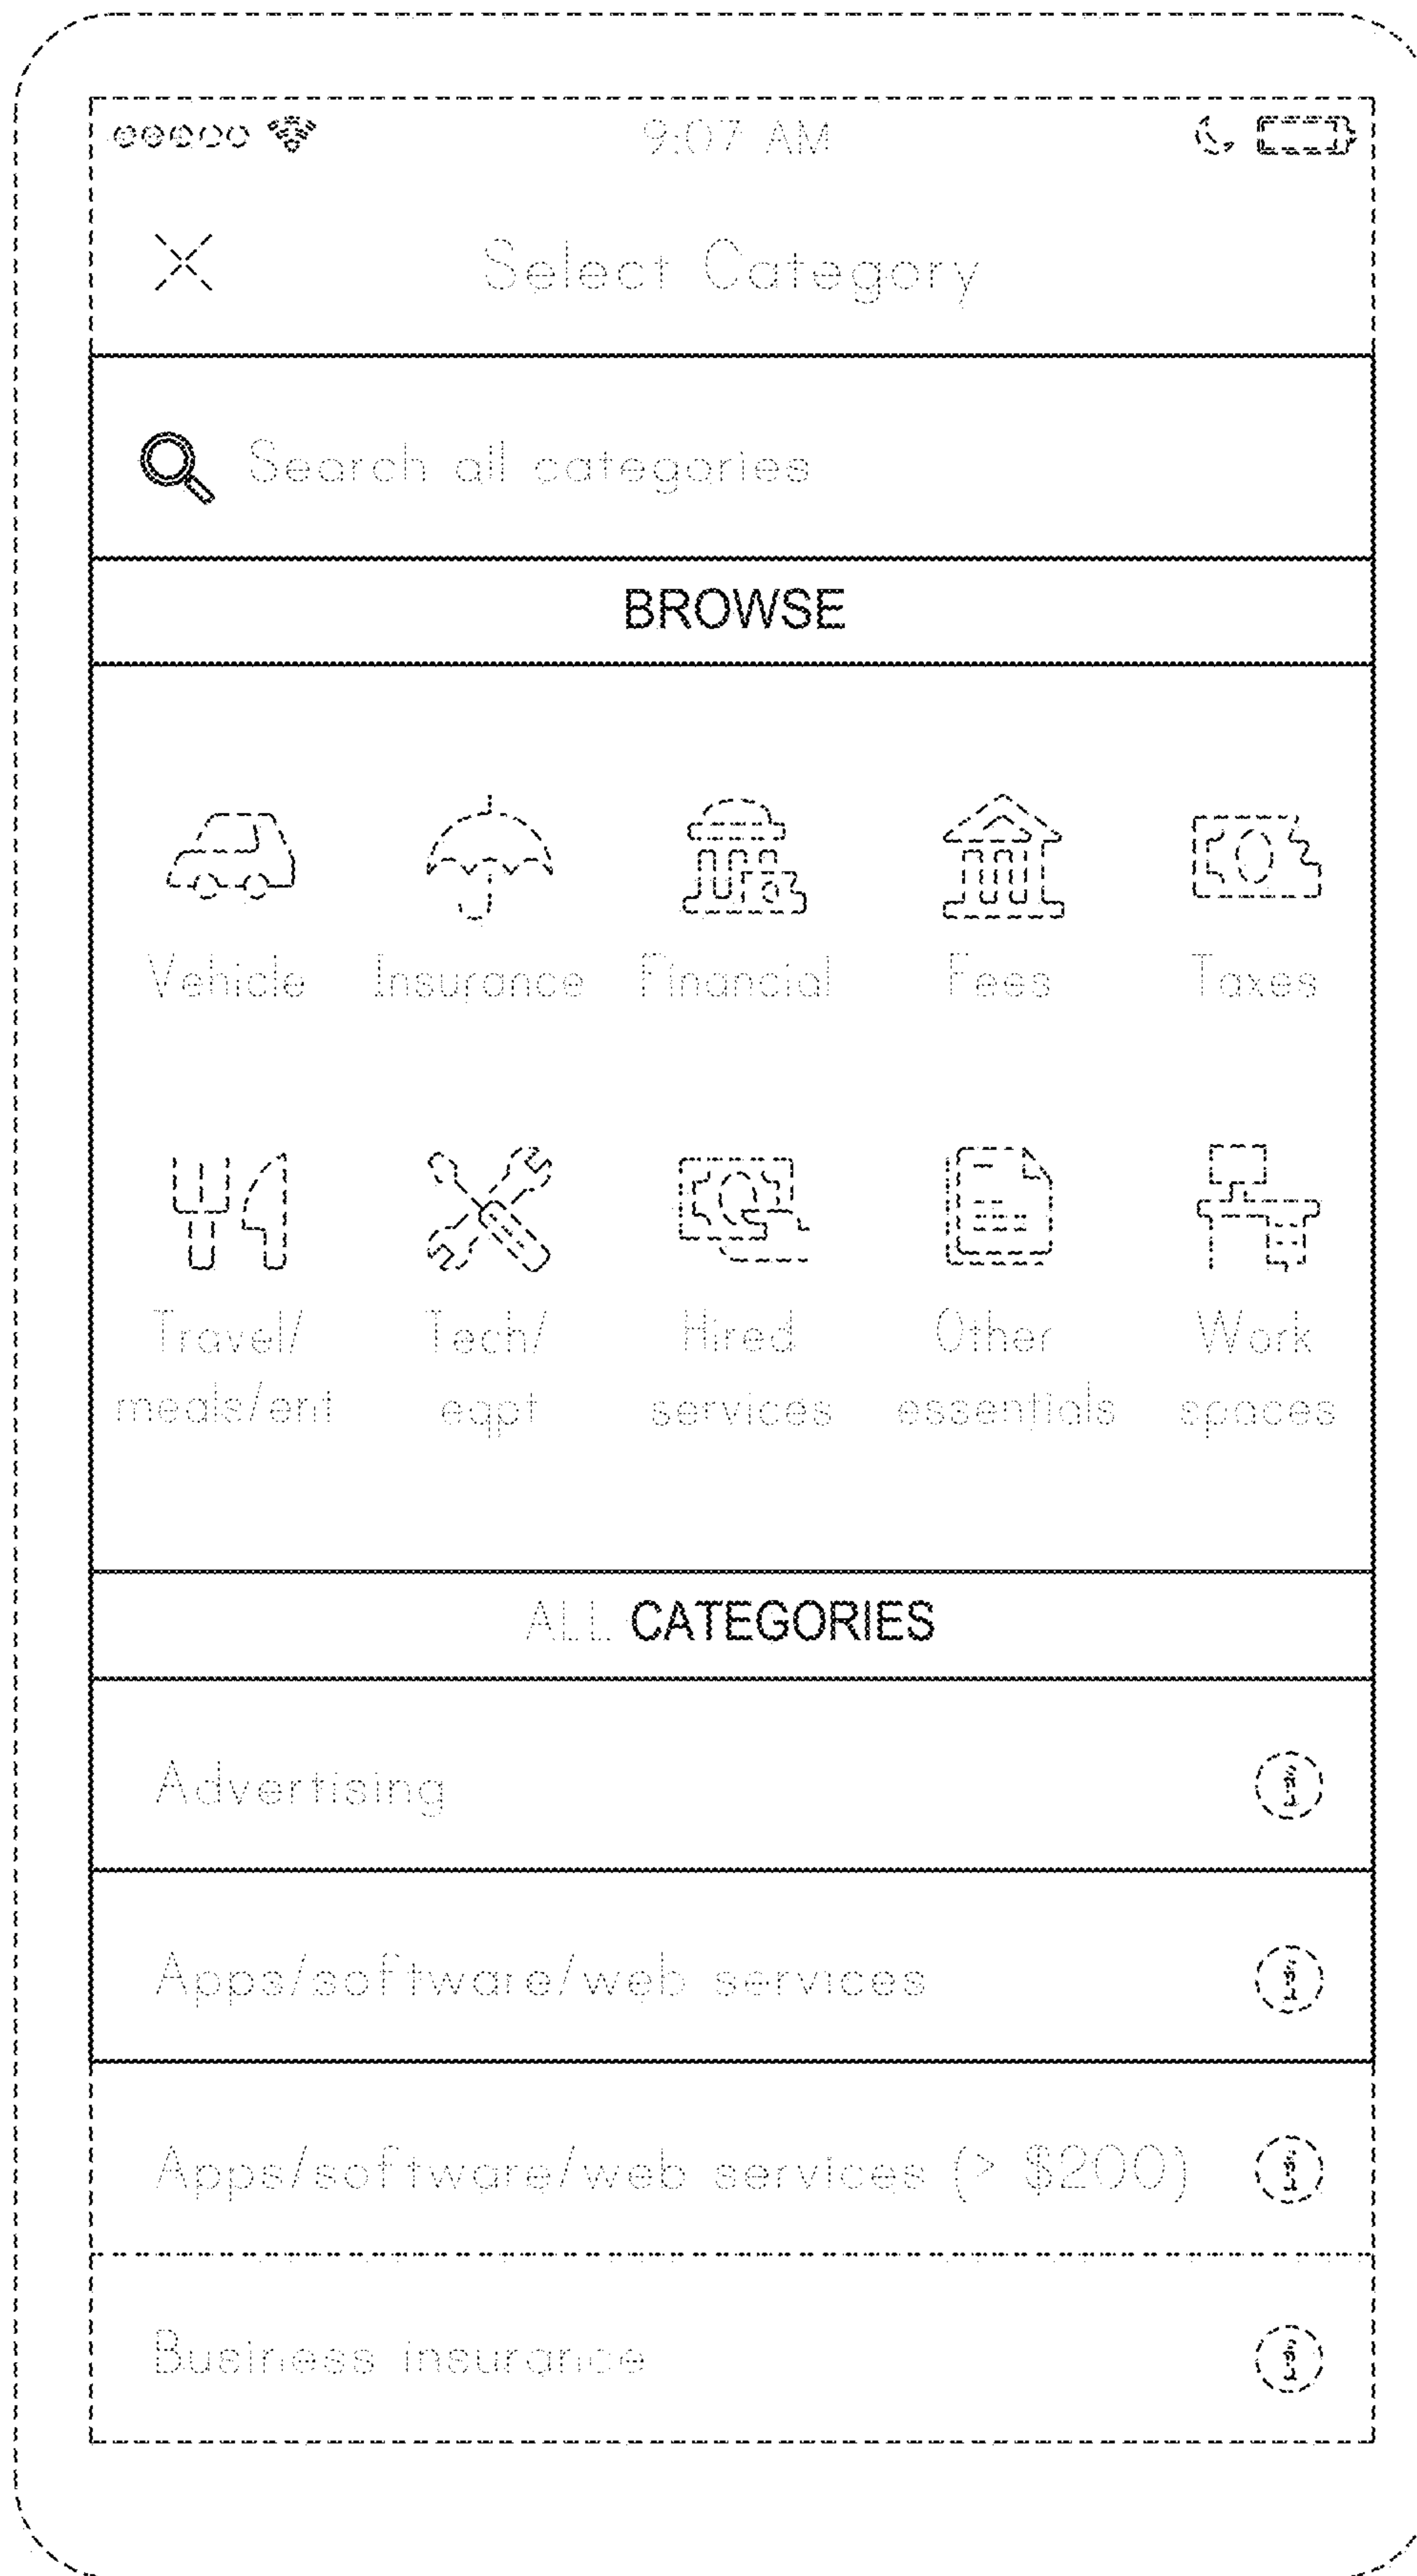 9:07 AM
Select Category
Search all categories
BROWSE
Vehicle Insurance Financial Fees Taxes
Travel/ Tech/ Hired Other Work
meals/ent eqpt services essentials spaces
ALL CATEGORIES
Advertising i
Apps/software/web services i
Apps/software/web services (> $200) i
Business insurance i